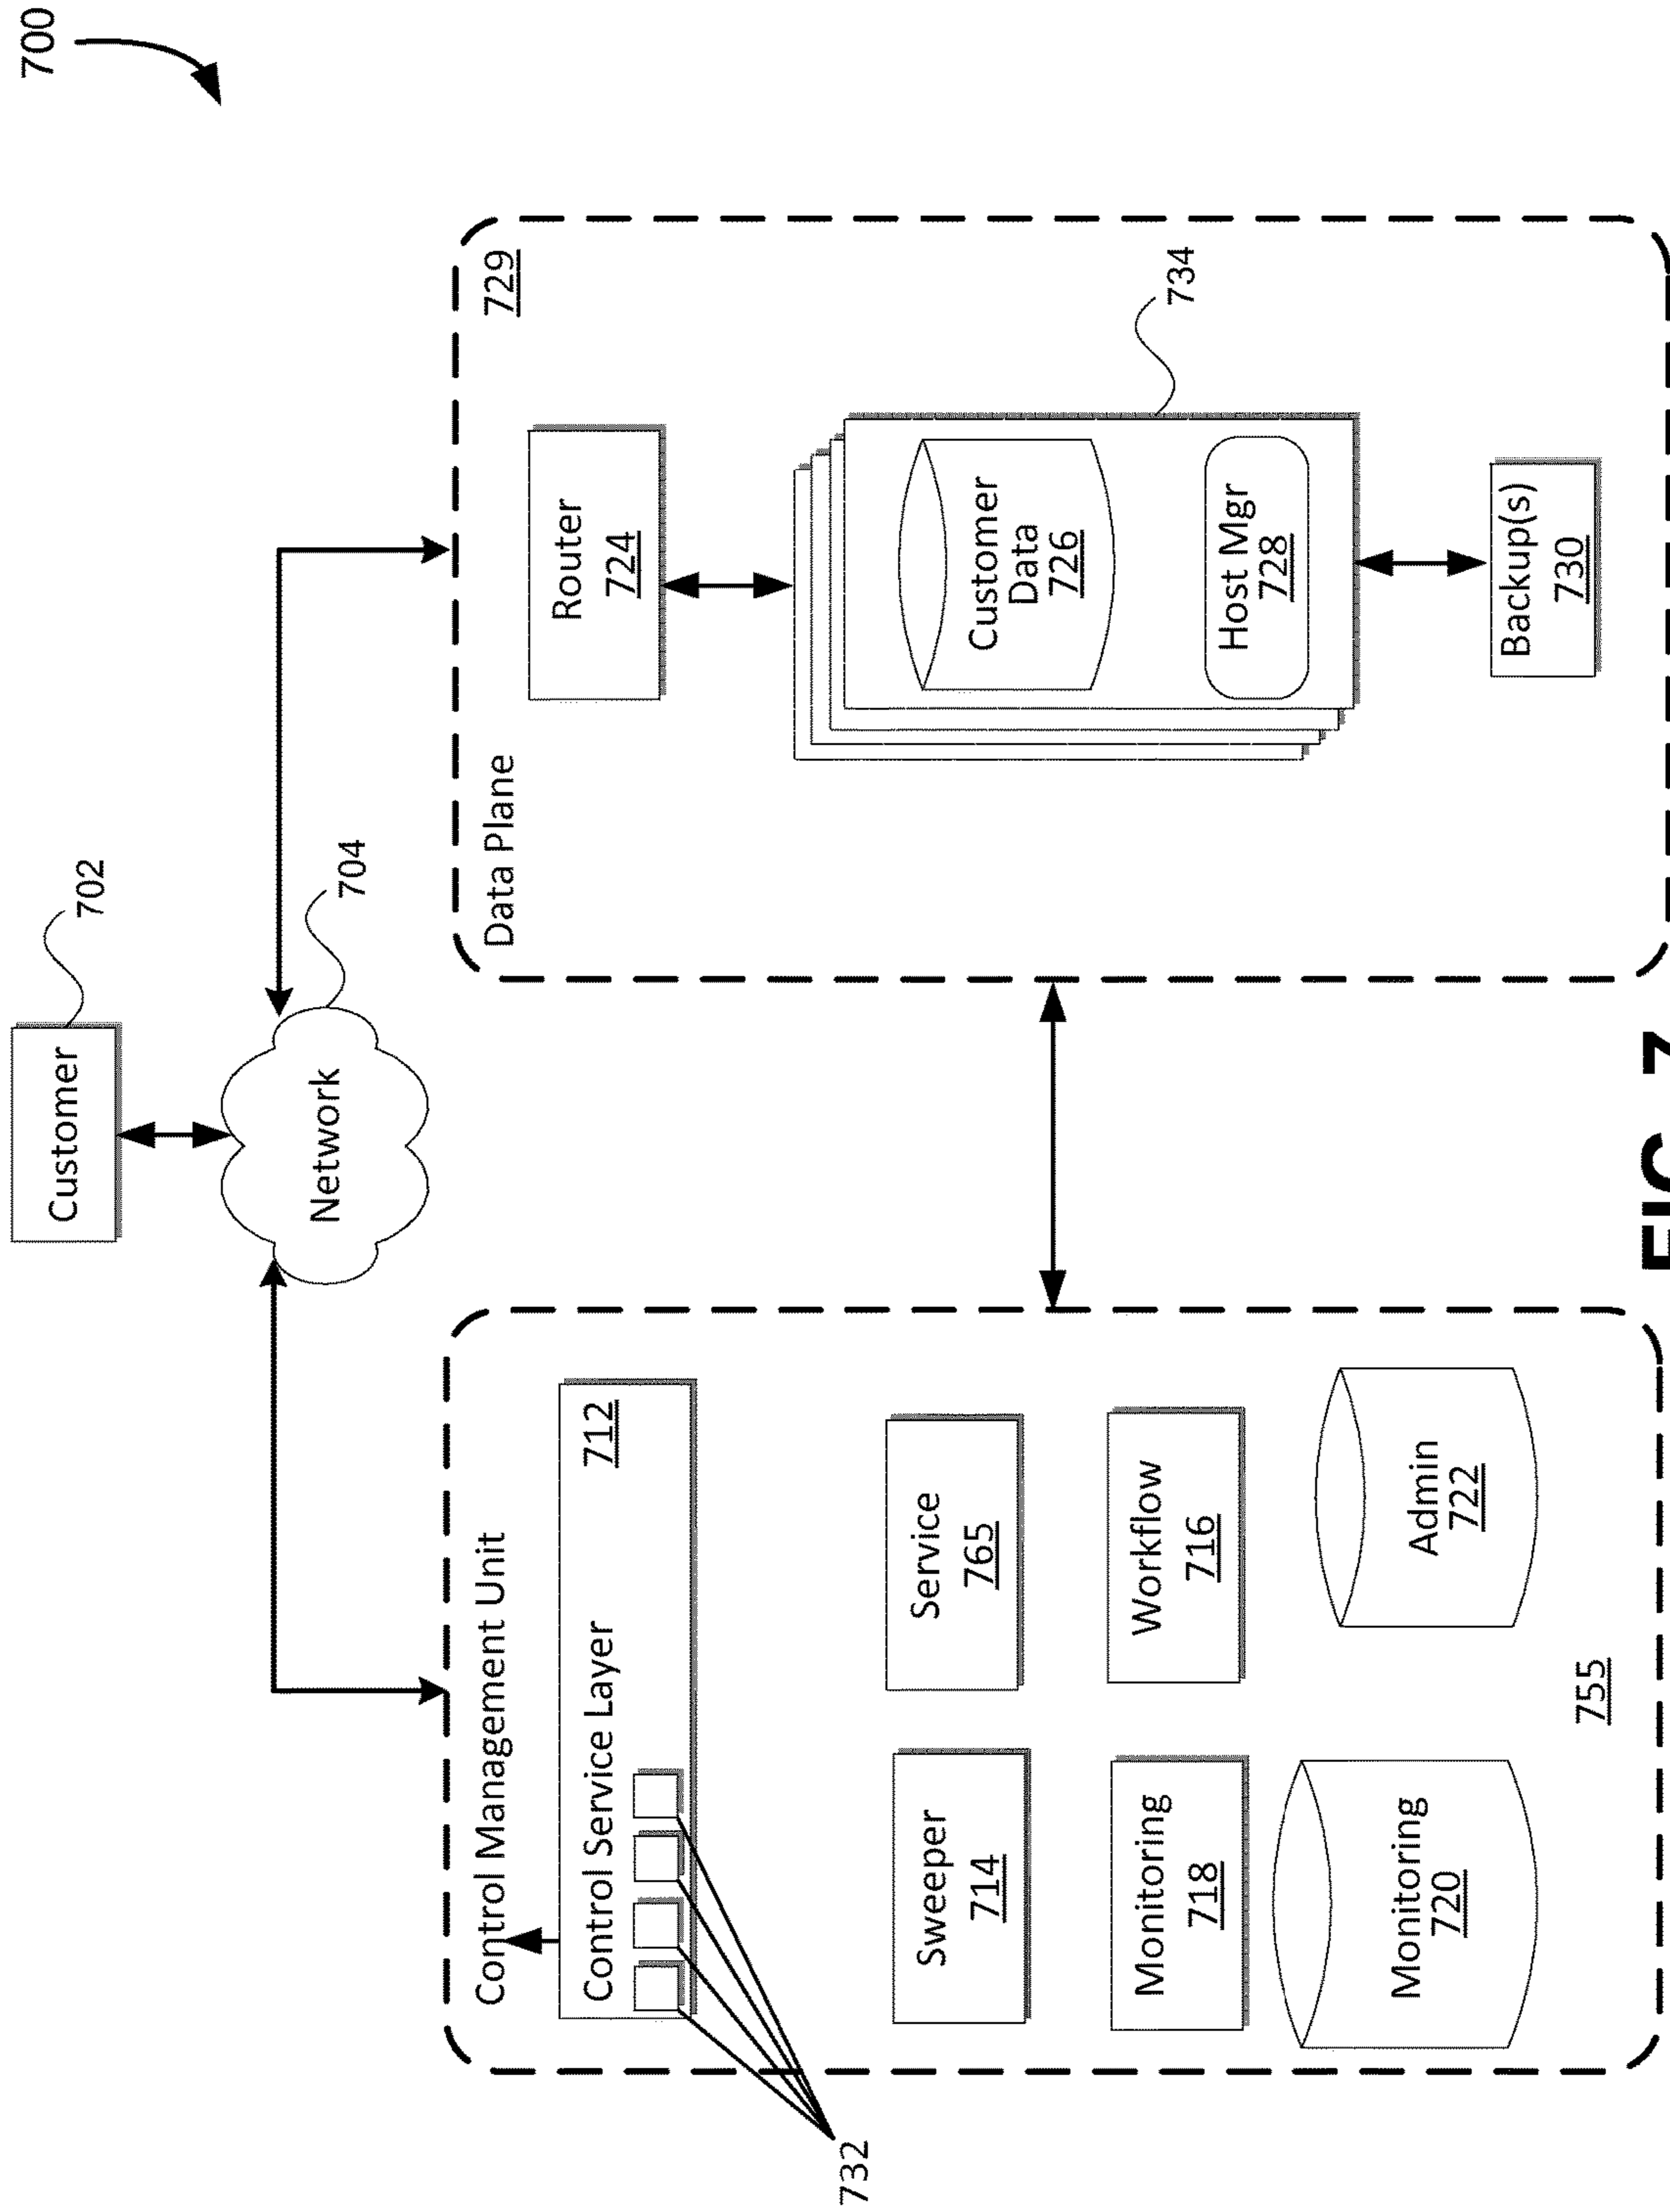 700
Customer
702
Network
704
Control Management Unit
Control Service Layer
712
732
Sweeper
714
Service
765
Monitoring
718
Workflow
716
Monitoring
720
Admin
722
755
Data Plane
729
Router
724
Customer
Data
726
Host Mgr
728
734
Backup(s)
730
FIG. 7